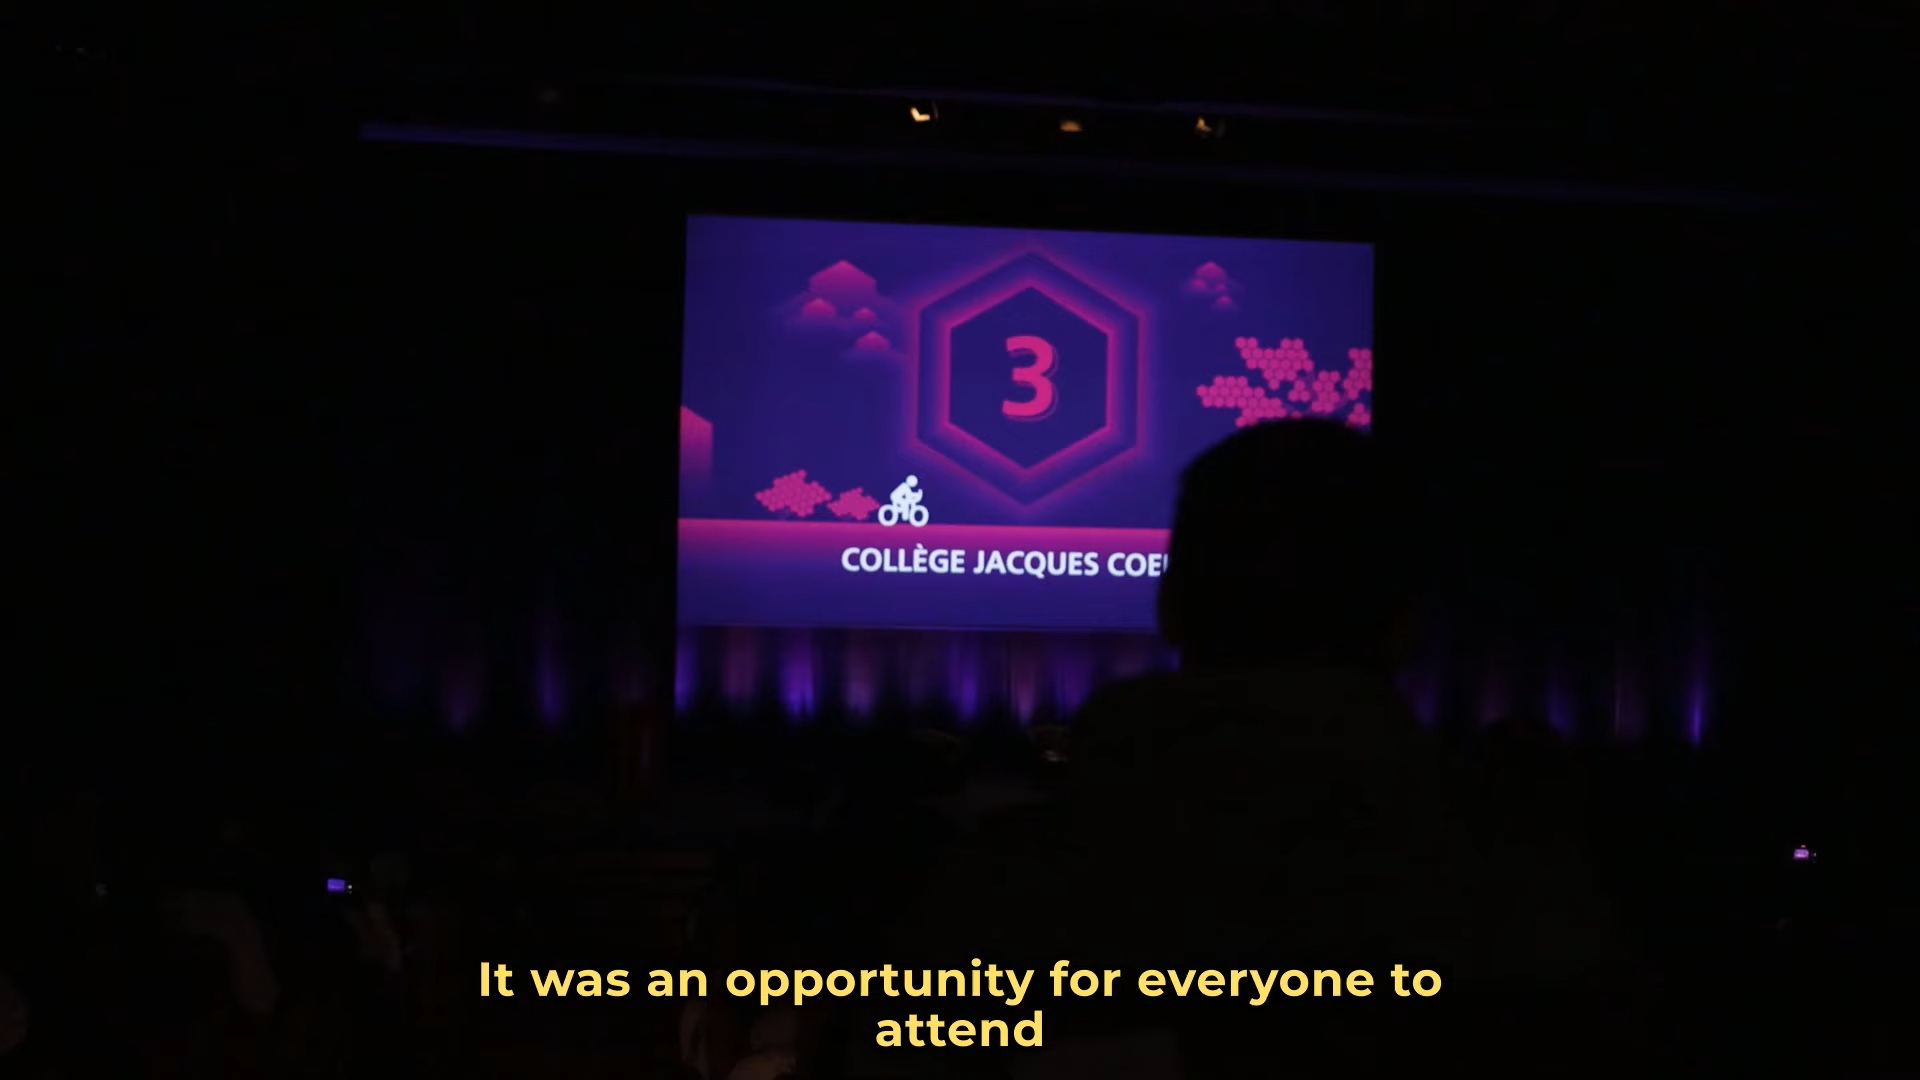 3
COLLÈGE JACQUES
It was an opportunity for everyone to
attend